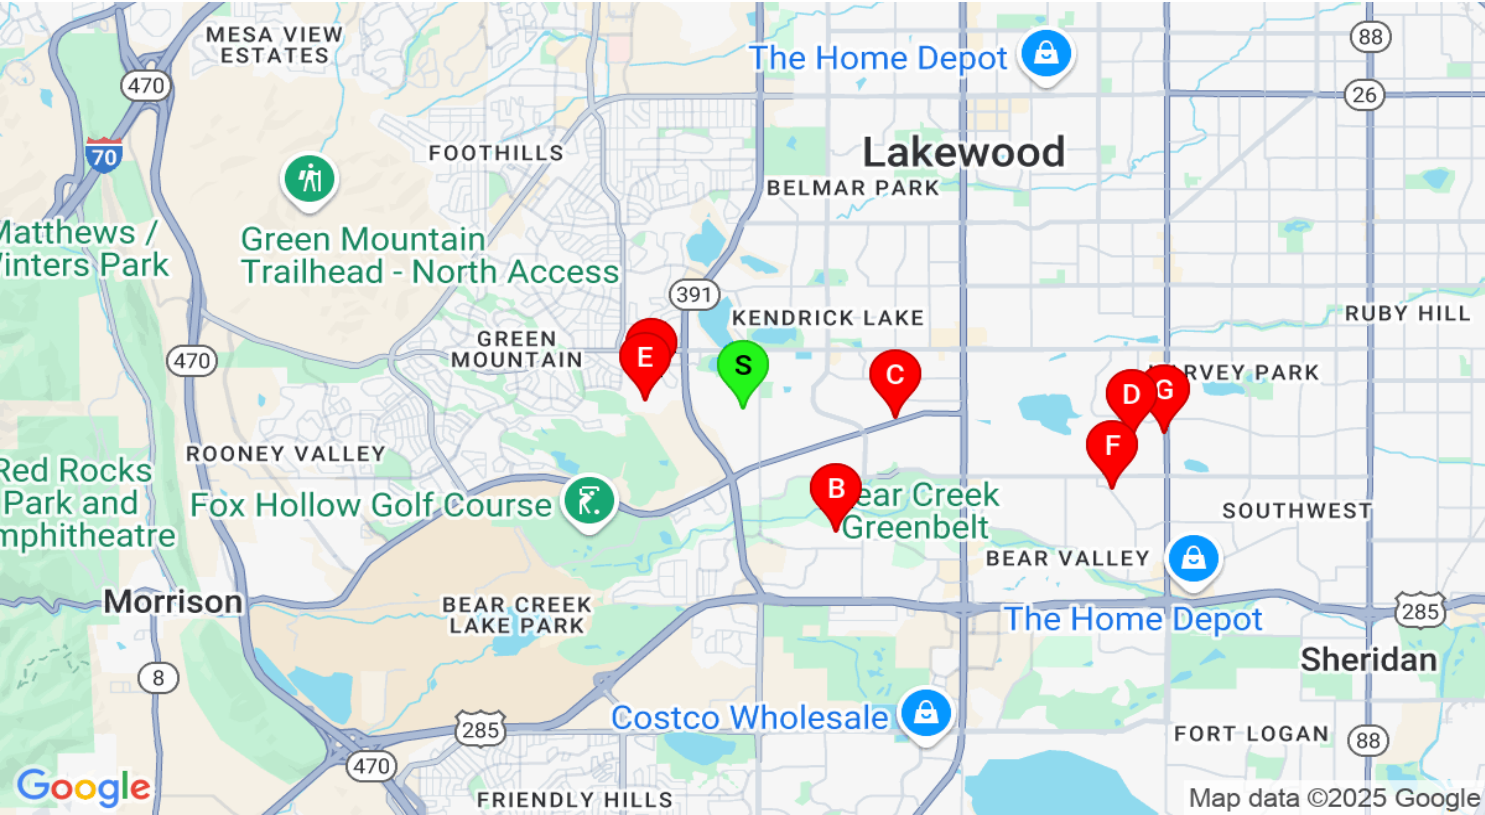 MESA VIEW
ESTATES
88
The Home Depot
470
26
Lakewood
70
FOOTHILLS
BELMAR PARK
Matthews /
Winters Park
Green Mountain
Trailhead - North Access
391
KENDRICK LAKE
RUBY HILL
GREEN
MOUNTAIN
470
E
S
C
HARVEY PARK
D
G
F
ROONEY VALLEY
Red Rocks
Park and
mphitheatre
Fox Hollow Golf Course
B
ear Creek
Greenbelt
SOUTHWEST
BEAR VALLEY
Morrison
BEAR CREEK
LAKE PARK
The Home Depot
285
Sheridan
8
Costco Wholesale
285
FORT LOGAN
88
470
Google
FRIENDLY HILLS
Map data ©2025 Google